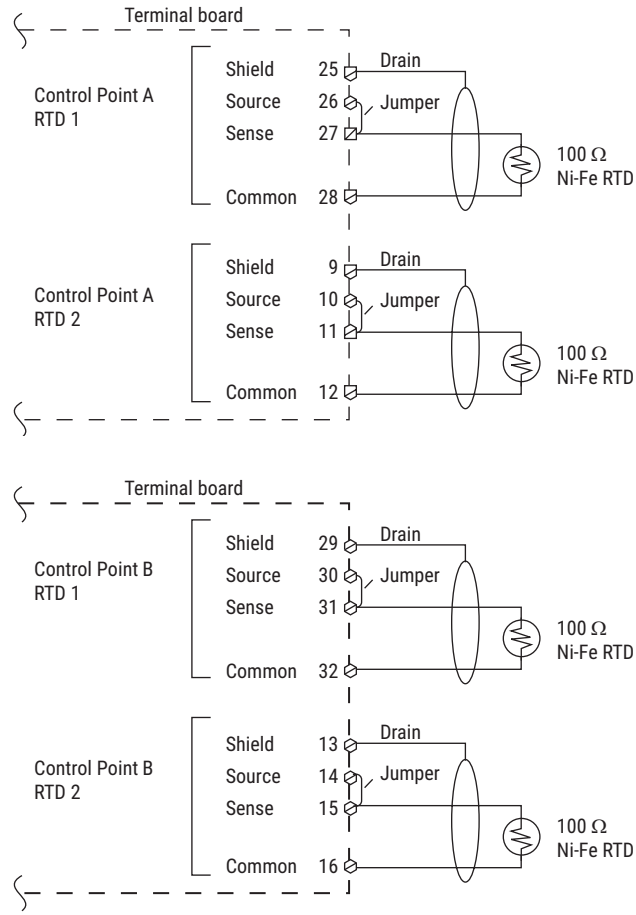 Terminal board
Control Point A
RTD 1
Shield 25
Source 26
Sense 27
Common 28
Drain
Jumper
100 Ω
Ni-Fe RTD
Control Point A
RTD 2
Shield 9
Source 10
Sense 11
Common 12
Drain
Jumper
100 Ω
Ni-Fe RTD
Terminal board
Control Point B
RTD 1
Shield 29
Source 30
Sense 31
Common 32
Drain
Jumper
100 Ω
Ni-Fe RTD
Control Point B
RTD 2
Shield 13
Source 14
Sense 15
Common 16
Drain
Jumper
100 Ω
Ni-Fe RTD